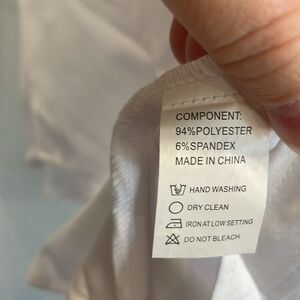 COMPONENT:
94%POLYESTER
6%SPANDEX
MADE IN CHINA
HAND WASHING
DRY CLEAN
IRON AT LOW SETTING
DO NOT BLEACH